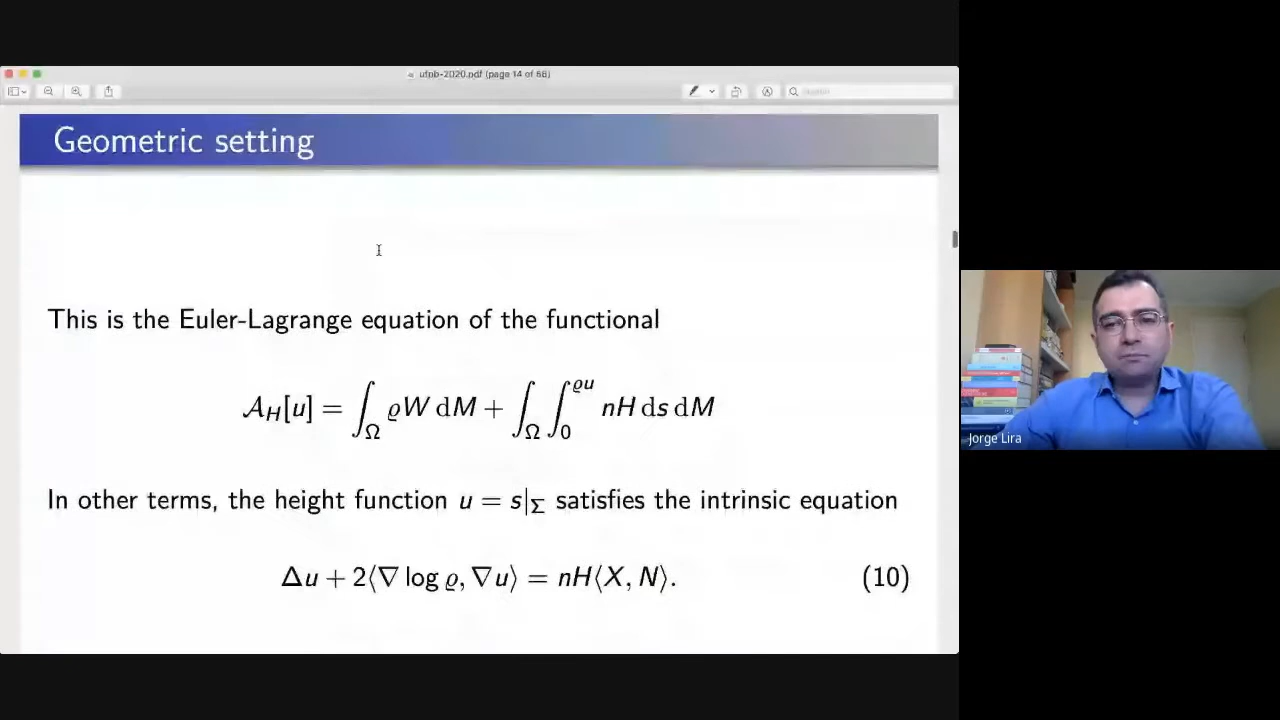 ufpb-2020.pdf (page 14 of 66)
Search
Geometric setting
This is the Euler-Lagrange equation of the functional
𝒜_H[u] = ∫_Ω ϱW dM + ∫_Ω ∫_0^{ϱu} nH ds dM
In other terms, the height function u = s|_Σ satisfies the intrinsic equation
Δu + 2⟨∇ log ϱ, ∇u⟩ = nH⟨X, N⟩. (10)
Jorge Lira